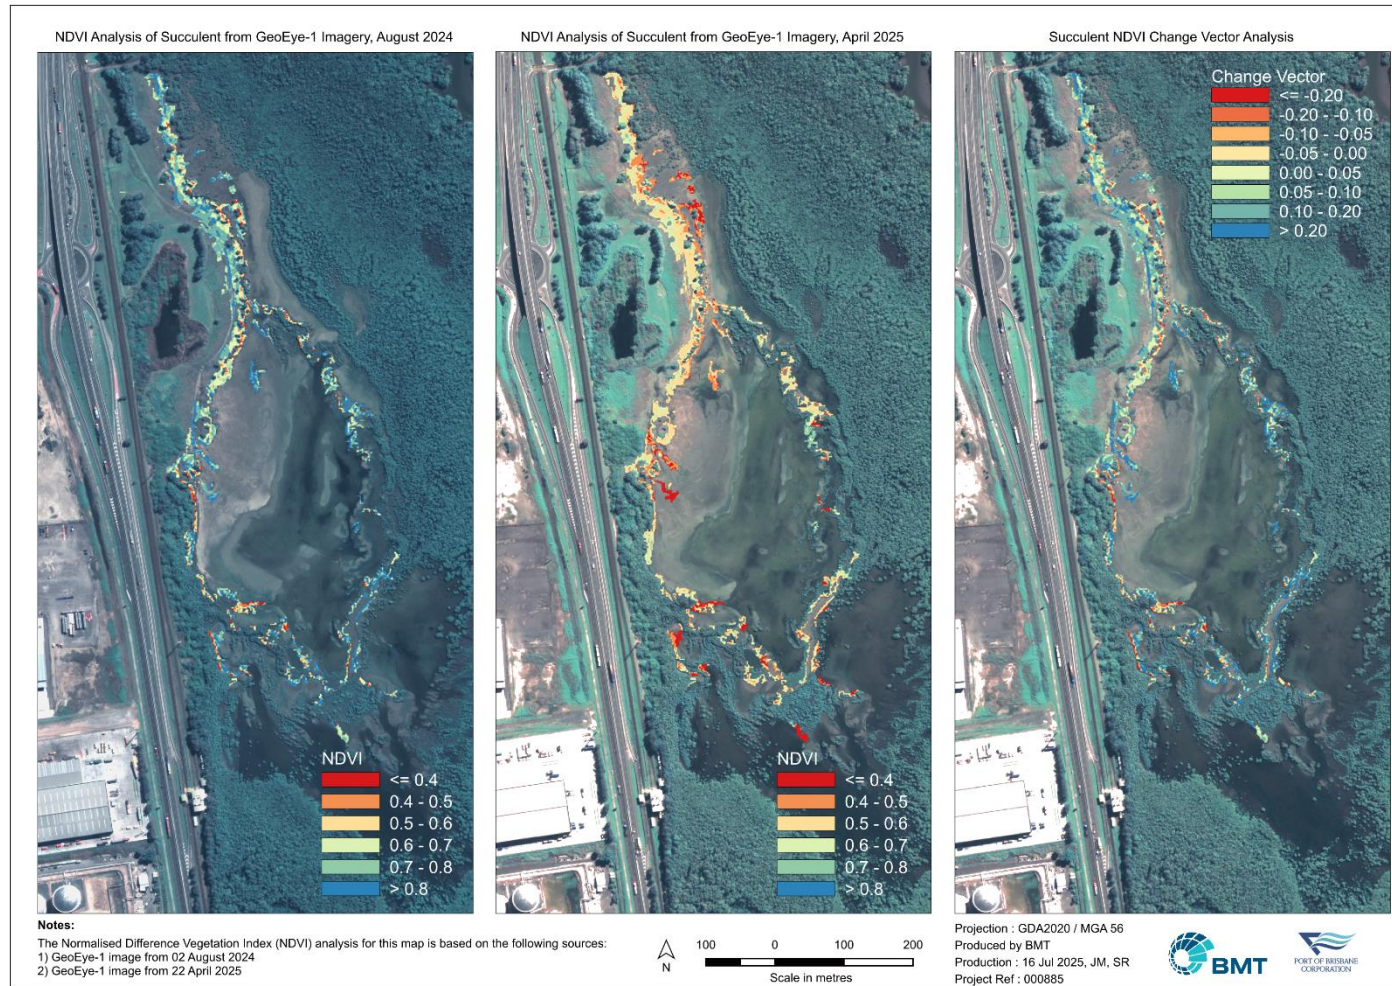 NDVI Analysis of Succulent from GeoEye-1 Imagery, August 2024
NDVI Analysis of Succulent from GeoEye-1 Imagery, April 2025
Succulent NDVI Change Vector Analysis
Change Vector
<= -0.20
-0.20 - -0.10
-0.10 - -0.05
-0.05 - 0.00
0.00 - 0.05
0.05 - 0.10
0.10 - 0.20
> 0.20
NDVI
<= 0.4
0.4 - 0.5
0.5 - 0.6
0.6 - 0.7
0.7 - 0.8
> 0.8
NDVI
<= 0.4
0.4 - 0.5
0.5 - 0.6
0.6 - 0.7
0.7 - 0.8
> 0.8
Notes:
The Normalised Difference Vegetation Index (NDVI) analysis for this map is based on the following sources:
1) GeoEye-1 image from 02 August 2024
2) GeoEye-1 image from 22 April 2025
N
100 0 100 200
Scale in metres
Projection : GDA2020 / MGA 56
Produced by BMT
Production : 16 Jul 2025, JM, SR
Project Ref : 000885
BMT
PORT OF BRISBANE
CORPORATION